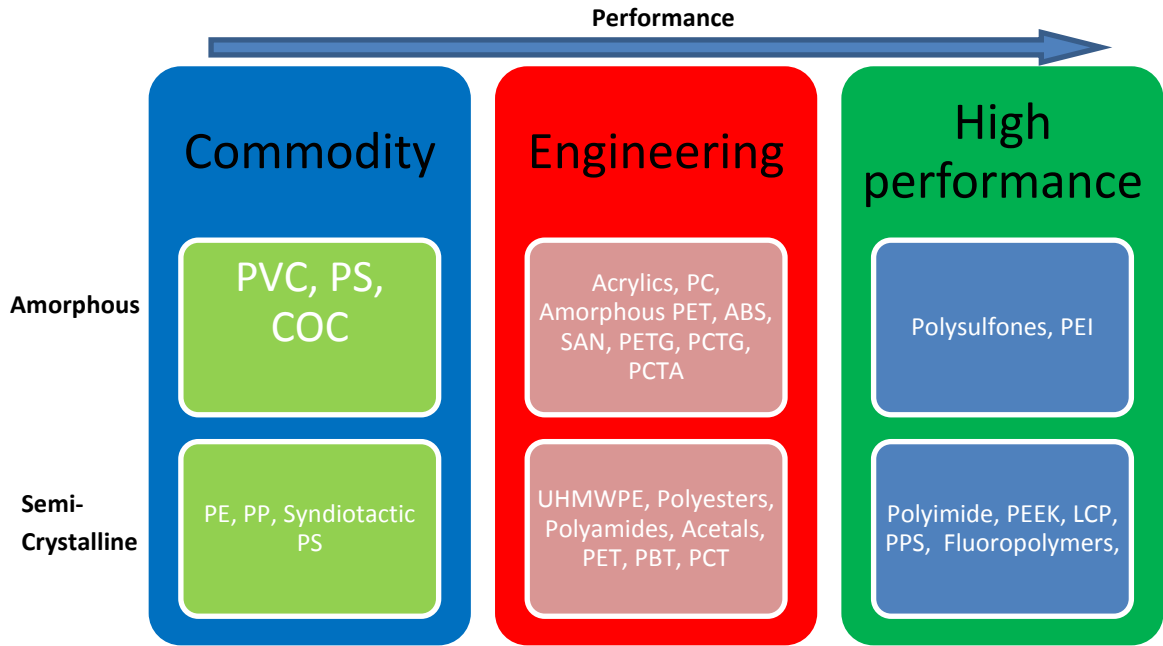 Performance
Commodity
Engineering
High
performance
Amorphous
PVC, PS,
COC
Acrylics, PC,
Amorphous PET, ABS,
SAN, PETG, PCTG,
PCTA
Polysulfones, PEI
Semi-
Crystalline
PE, PP, Syndiotactic
PS
UHMWPE, Polyesters,
Polyamides, Acetals,
PET, PBT, PCT
Polyimide, PEEK, LCP,
PPS, Fluoropolymers,